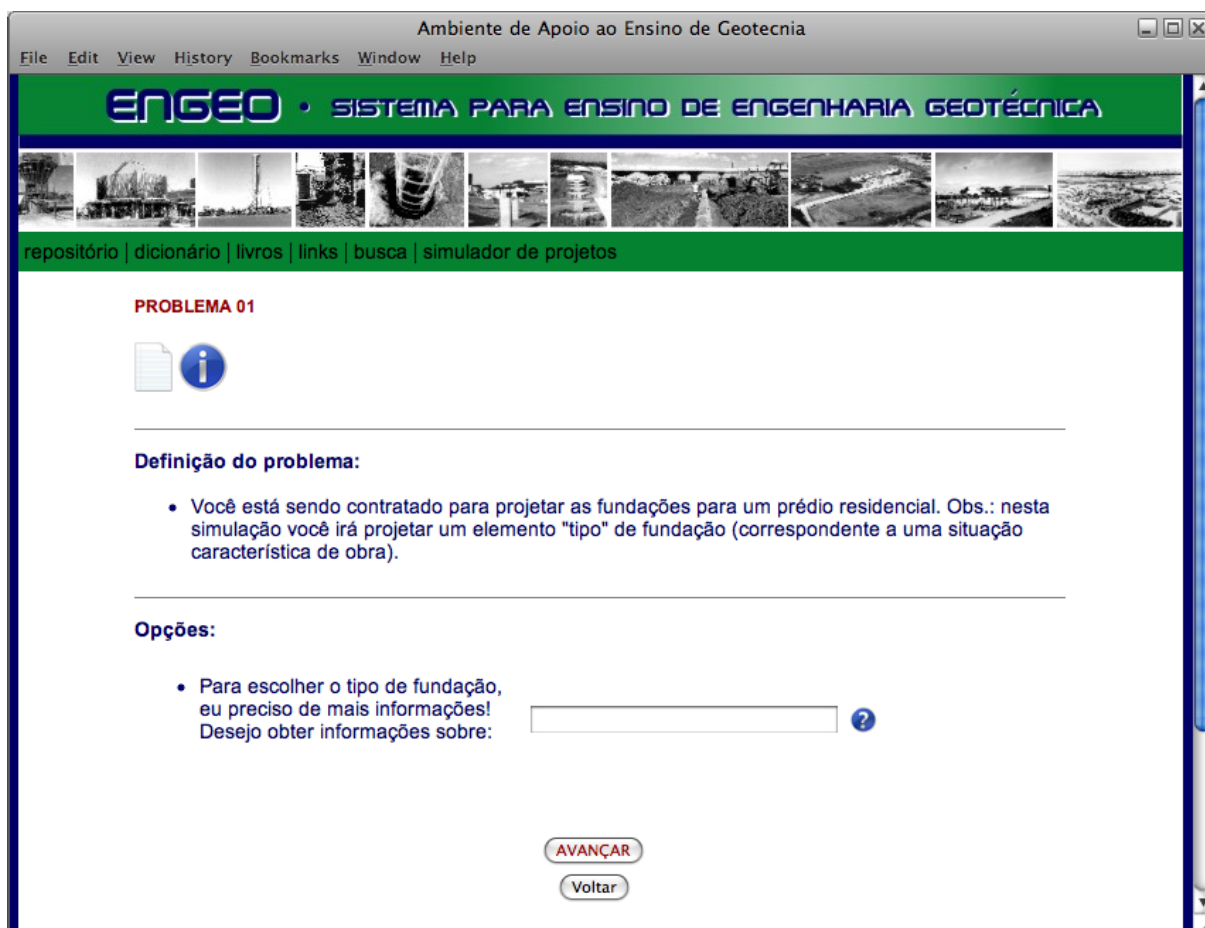 Ambiente de Apoio ao Ensino de Geotecnia
File Edit View History Bookmarks Window Help
ENGEO · SISTEMA PARA ENSINO DE ENGENHARIA GEOTÉCNICA
repositório | dicionário | livros | links | busca | simulador de projetos
PROBLEMA 01
Definição do problema:
• Você está sendo contratado para projetar as fundações para um prédio residencial. Obs.: nesta
simulação você irá projetar um elemento "tipo" de fundação (correspondente a uma situação
característica de obra).
Opções:
• Para escolher o tipo de fundação,
eu preciso de mais informações!
Desejo obter informações sobre:
AVANÇAR
Voltar